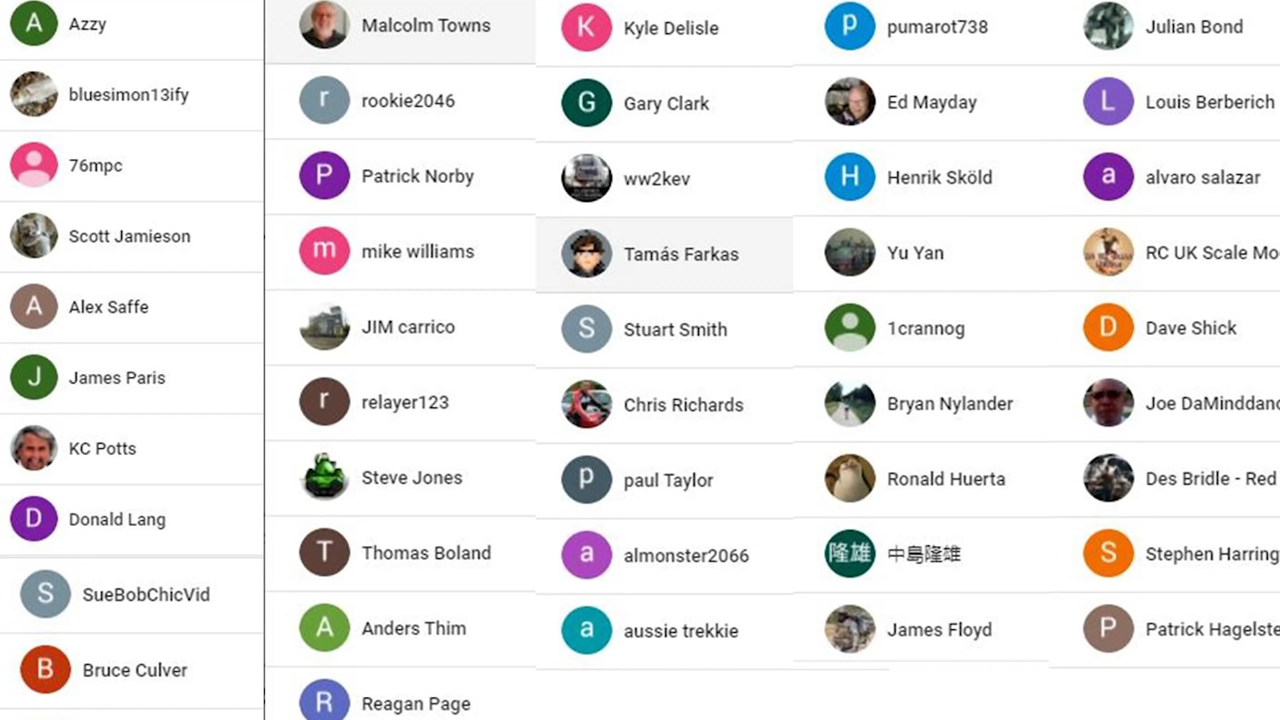 A Azzy
bluesimon13ify
76mpc
Scott Jamieson
A Alex Saffe
J James Paris
KC Potts
D Donald Lang
S SueBobChicVid
B Bruce Culver
Malcolm Towns
r rookie2046
P Patrick Norby
m mike williams
JIM carrico
r relayer123
Steve Jones
T Thomas Boland
A Anders Thim
R Reagan Page
K Kyle Delisle
G Gary Clark
ww2kev
Tamás Farkas
S Stuart Smith
Chris Richards
p paul Taylor
a almonster2066
a aussie trekkie
p pumarot738
Ed Mayday
H Henrik Sköld
Yu Yan
1crannog
Bryan Nylander
Ronald Huerta
隆雄 中島隆雄
James Floyd
Julian Bond
L Louis Berberich
a alvaro salazar
RC UK Scale Mo
D Dave Shick
Joe DaMinddand
Des Bridle - Red
S Stephen Harring
P Patrick Hagelste